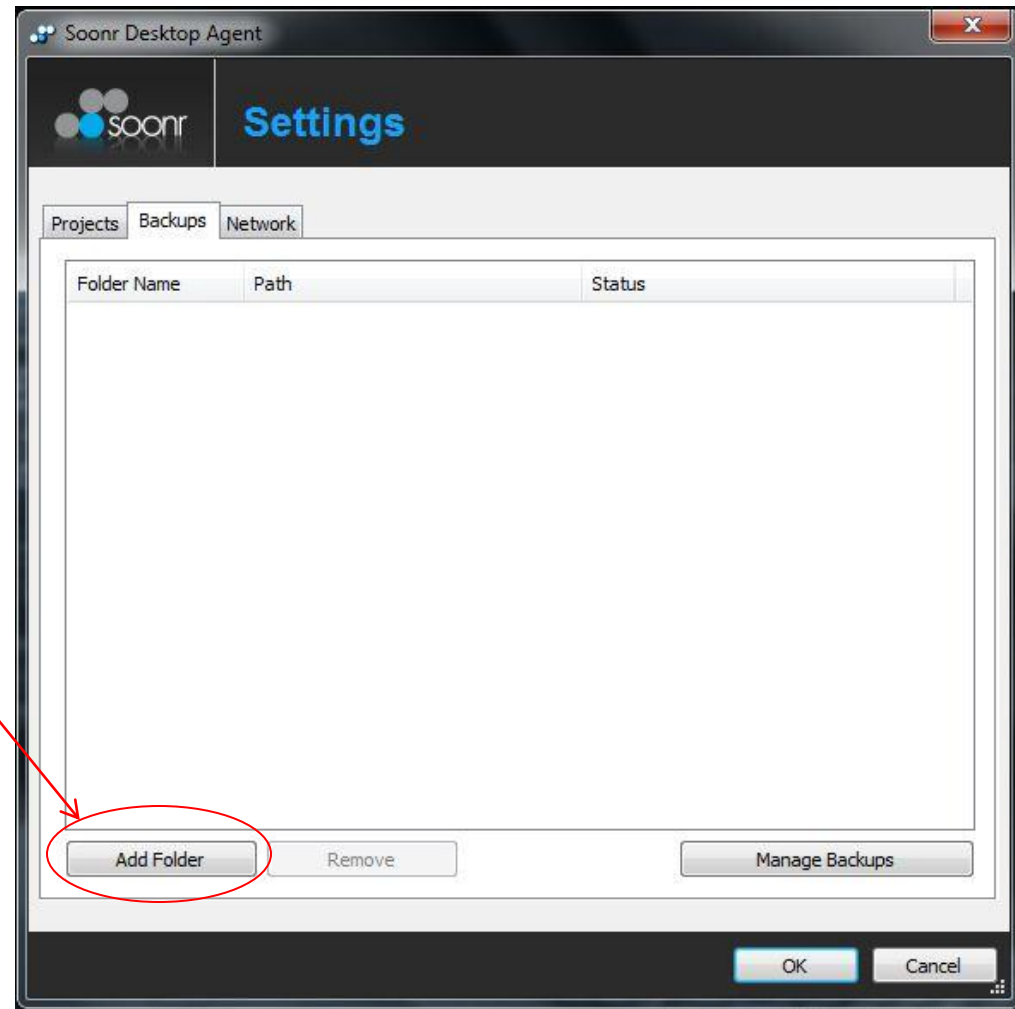 Soonr Desktop Agent
soonr
Settings
Projects Backups Network
Folder Name Path Status
Add Folder Remove Manage Backups
OK Cancel